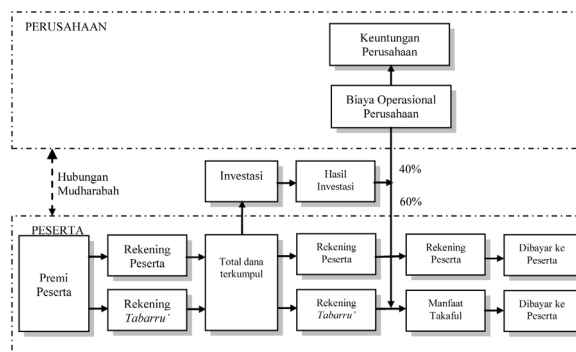 PERUSAHAAN
Keuntungan
Perusahaan
Biaya Operasional
Perusahaan
Hubungan
Mudharabah
Investasi
Hasil
Investasi
40%
60%
PESERTA
Premi
Peserta
Rekening
Peserta
Rekening
Tabarru’
Total dana
terkumpul
Rekening
Peserta
Rekening
Tabarru’
Rekening
Peserta
Manfaat
Takaful
Dibayar ke
Peserta
Dibayar ke
Peserta